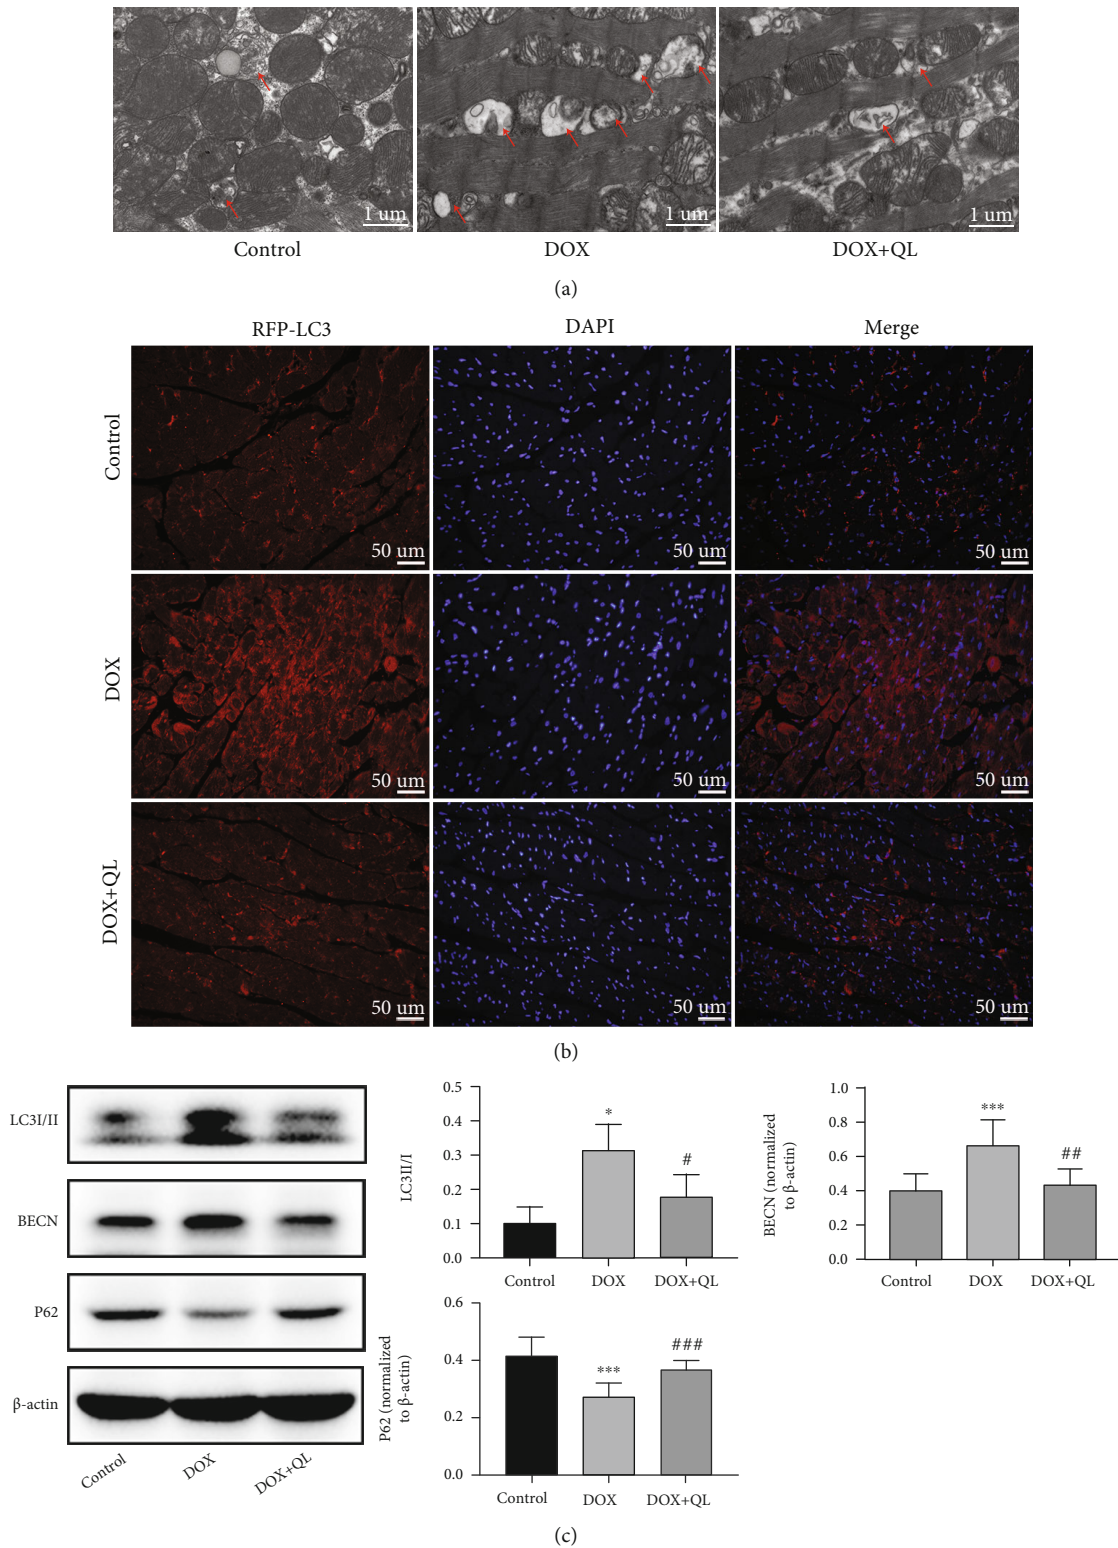 1 um
1 um
1 um
Control
DOX
DOX+QL
(a)
RFP-LC3
DAPI
Merge
Control
50 um
50 um
50 um
DOX
50 um
50 um
50 um
DOX+QL
50 um
50 um
50 um
(b)
LC3I/II
BECN
P62
β-actin
Control
DOX
DOX+QL
LC3II/I
0.5
0.4
0.3
0.2
0.1
0.0
*
#
Control
DOX
DOX+QL
BECN (normalized
to β-actin)
1.0
0.8
0.6
0.4
0.2
0.0
***
##
Control
DOX
DOX+QL
P62 (normalized
to β-actin)
0.6
0.4
0.2
0.0
***
###
Control
DOX
DOX+QL
(c)